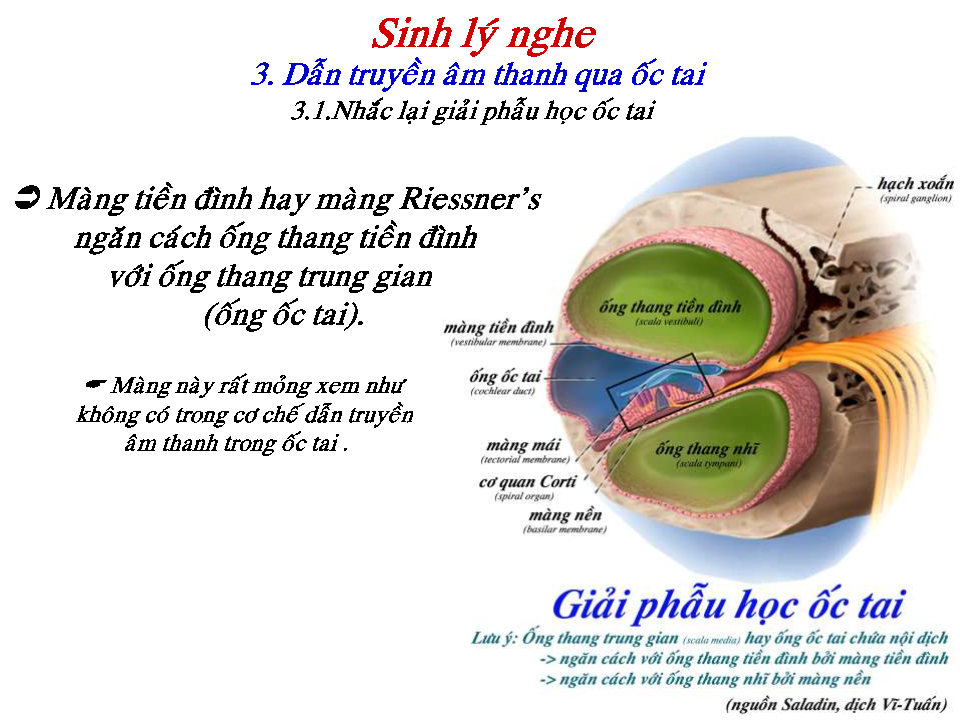 Sinh lý nghe
3. Dẫn truyền âm thanh qua ốc tai
3.1.Nhắc lại giải phẫu học ốc tai
➲ Màng tiền đình hay màng Riessner’s
ngăn cách ống thang tiền đình
với ống thang trung gian
(ống ốc tai).
☛ Màng này rất mỏng xem như
không có trong cơ chế dẫn truyền
âm thanh trong ốc tai .
hạch xoắn
(spiral ganglion)
ống thang tiền đình
(scala vestibuli)
màng tiền đình
(vestibular membrane)
ống ốc tai
(cochlear duct)
màng mái
(tectorial membrane)
ống thang nhĩ
(scala tympani)
cơ quan Corti
(spiral organ)
màng nền
(basilar membrane)
Giải phẫu học ốc tai
Lưu ý: Ống thang trung gian (scala media) hay ống ốc tai chứa nội dịch
-> ngăn cách với ống thang tiền đình bởi màng tiền đình
-> ngăn cách với ống thang nhĩ bởi màng nền
(nguồn Saladin, dịch Vĩ-Tuấn)